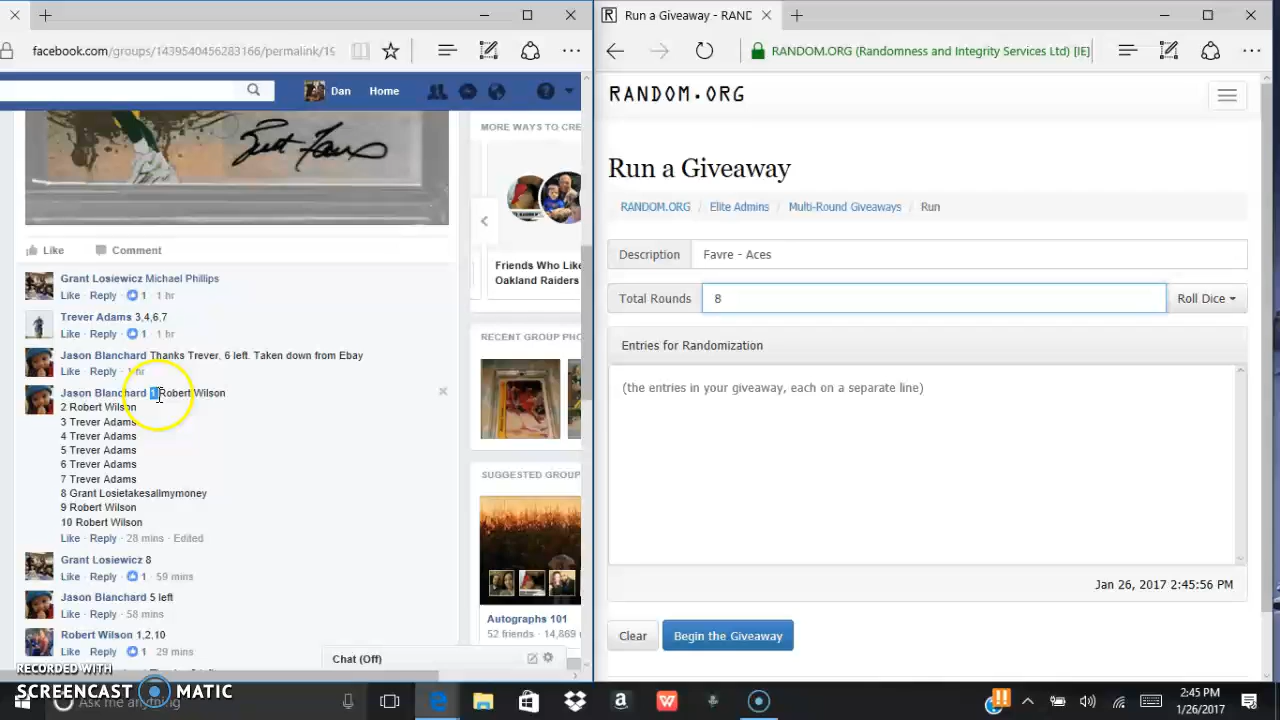 facebook.com/groups/1439540456283166/permalink/19
Dan Home
Like Comment
Grant Losiewicz Michael Phillips
Like · Reply · 1 · 1 hr
Trever Adams 3,4,6,7
Like · Reply · 1 · 1 hr
Jason Blanchard Thanks Trever, 6 left. Taken down from Ebay
Like · Reply · 1 hr
Jason Blanchard 1 Robert Wilson
2 Robert Wilson
3 Trever Adams
4 Trever Adams
5 Trever Adams
6 Trever Adams
7 Trever Adams
8 Grant Losietakesallmymoney
9 Robert Wilson
10 Robert Wilson
Like · Reply · 28 mins · Edited
Grant Losiewicz 8
Like · Reply · 1 · 59 mins
Jason Blanchard 5 left
Like · Reply · 58 mins
Robert Wilson 1,2,10
Like · Reply · 1 · 29 mins
MORE WAYS TO CRE
Friends Who Like
Oakland Raiders
RECENT GROUP PHO
SUGGESTED GROUP
Autographs 101
52 friends · 14,869
Chat (Off)
Run a Giveaway - RAND
RANDOM.ORG (Randomness and Integrity Services Ltd) [IE]
RANDOM.ORG
Run a Giveaway
RANDOM.ORG / Elite Admins / Multi-Round Giveaways / Run
Description Favre - Aces
Total Rounds 8 Roll Dice
Entries for Randomization
(the entries in your giveaway, each on a separate line)
Jan 26, 2017 2:45:56 PM
Clear Begin the Giveaway
RECORDED WITH
SCREENCAST MATIC
Ask me anything
2:45 PM
1/26/2017